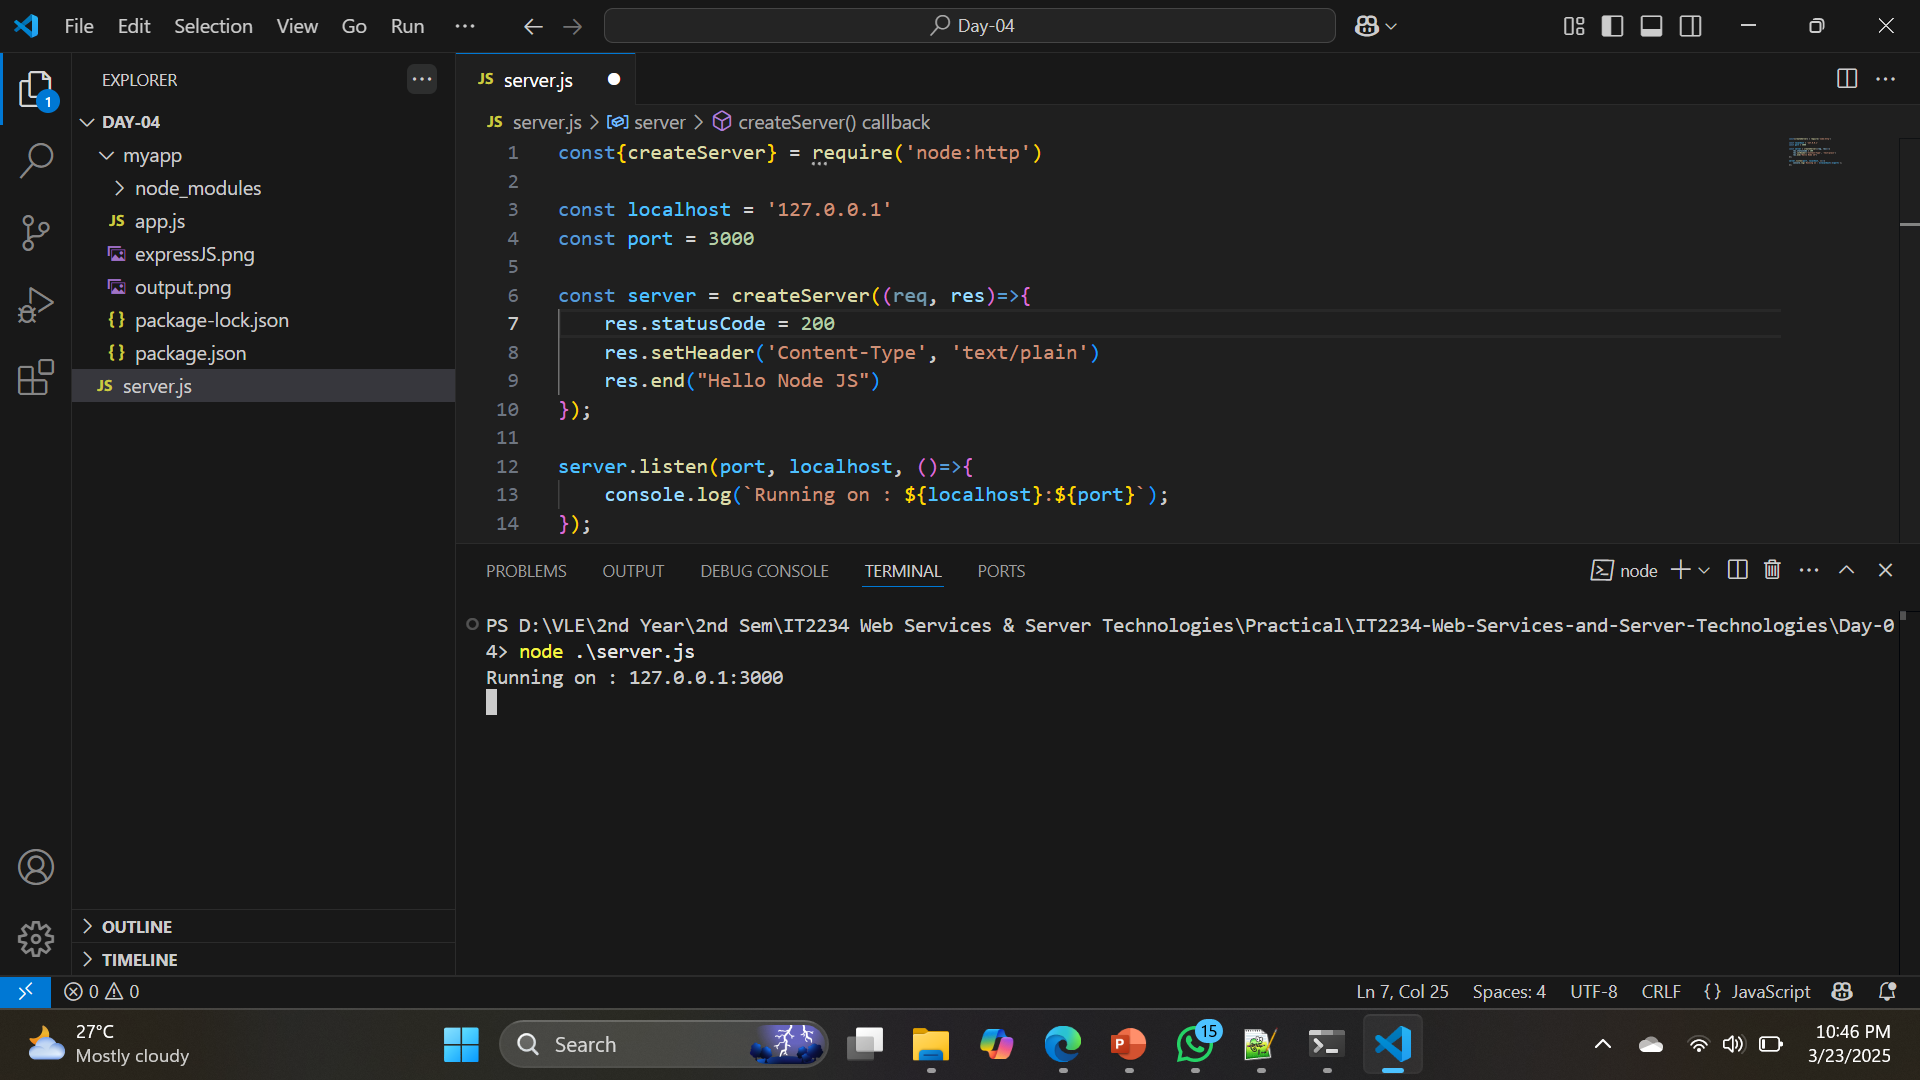 File Edit Selection View Go Run ··· Day-04
EXPLORER ···
1
DAY-04
myapp
node_modules
JS app.js
expressJS.png
output.png
{} package-lock.json
{} package.json
JS server.js
OUTLINE
TIMELINE
JS server.js
JS server.js > server > createServer() callback
1 const{createServer} = require('node:http')
2
3 const localhost = '127.0.0.1'
4 const port = 3000
5
6 const server = createServer((req, res)=>{
7 res.statusCode = 200
8 res.setHeader('Content-Type', 'text/plain')
9 res.end("Hello Node JS")
10 });
11
12 server.listen(port, localhost, ()=>{
13 console.log(`Running on : ${localhost}:${port}`);
14 });
PROBLEMS OUTPUT DEBUG CONSOLE TERMINAL PORTS node
PS D:\VLE\2nd Year\2nd Sem\IT2234 Web Services & Server Technologies\Practical\IT2234-Web-Services-and-Server-Technologies\Day-0
4> node .\server.js
Running on : 127.0.0.1:3000
0 0 Ln 7, Col 25 Spaces: 4 UTF-8 CRLF {} JavaScript
27°C
Mostly cloudy
Search
P
15
10:46 PM
3/23/2025